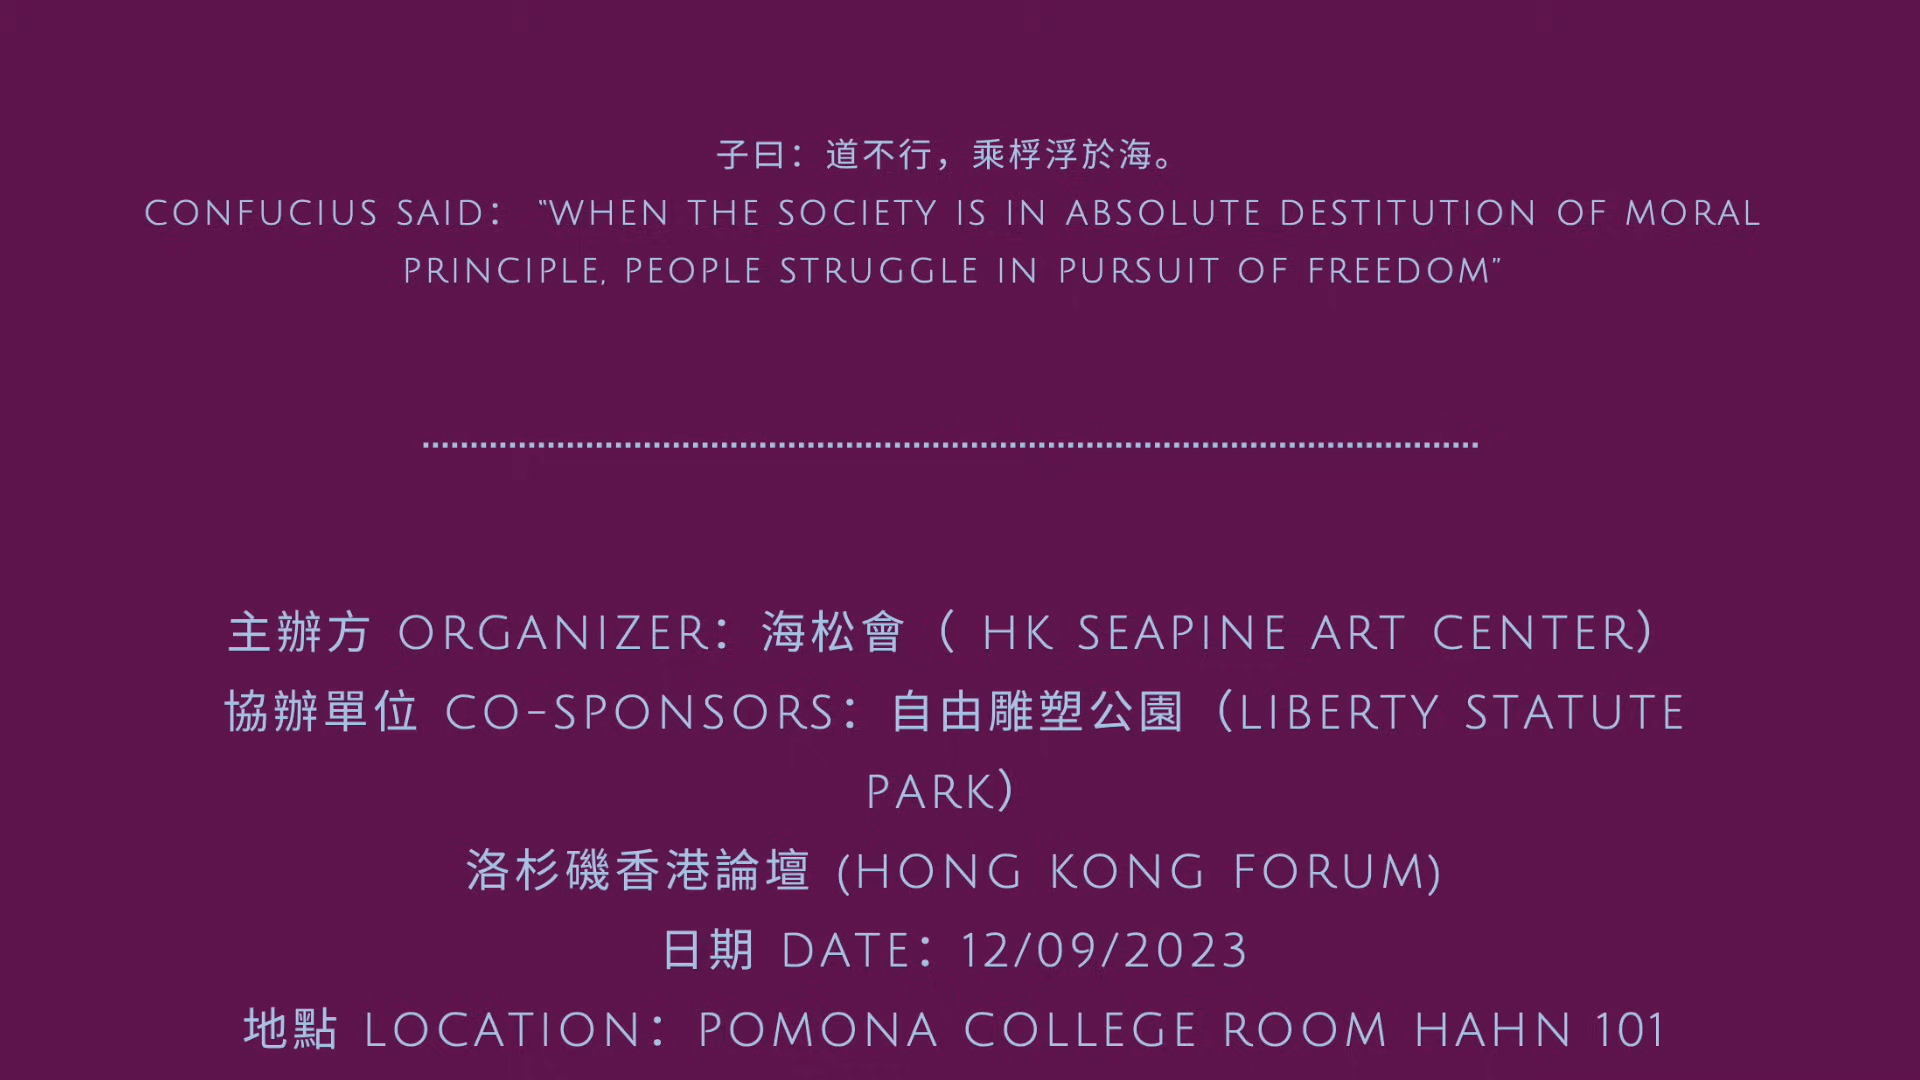 子曰：道不行，乘桴浮於海。
CONFUCIUS SAID： “WHEN THE SOCIETY IS IN ABSOLUTE DESTITUTION OF MORAL
PRINCIPLE, PEOPLE STRUGGLE IN PURSUIT OF FREEDOM”
主辦方 ORGANIZER：海松會（ HK SEAPINE ART CENTER）
協辦單位 CO-SPONSORS：自由雕塑公園（LIBERTY STATUTE
PARK）
洛杉磯香港論壇 (HONG KONG FORUM)
日期 DATE：12/09/2023
地點 LOCATION：POMONA COLLEGE ROOM HAHN 101